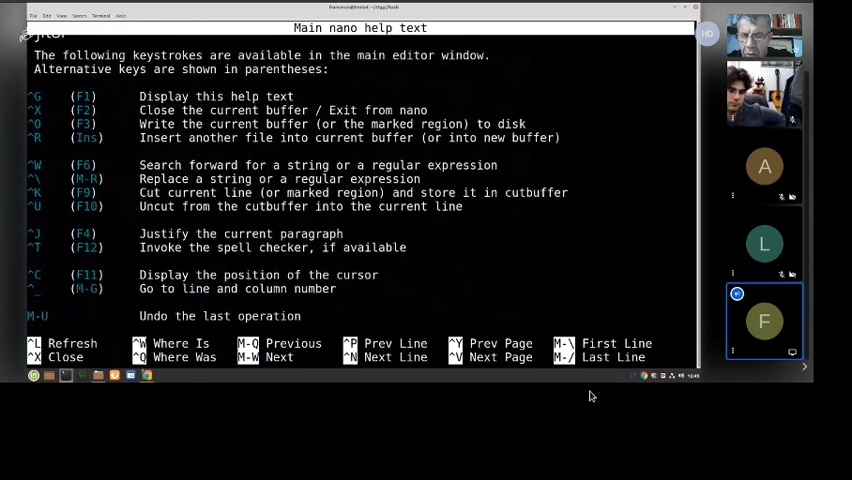 File Edit View Search Terminal Help
Main nano help text
The following keystrokes are available in the main editor window.
Alternative keys are shown in parentheses:
^G (F1) Display this help text
^X (F2) Close the current buffer / Exit from nano
^O (F3) Write the current buffer (or the marked region) to disk
^R (Ins) Insert another file into current buffer (or into new buffer)
^W (F6) Search forward for a string or a regular expression
^\ (M-R) Replace a string or a regular expression
^K (F9) Cut current line (or marked region) and store it in cutbuffer
^U (F10) Uncut from the cutbuffer into the current line
^J (F4) Justify the current paragraph
^T (F12) Invoke the spell checker, if available
^C (F11) Display the position of the cursor
^_ (M-G) Go to line and column number
M-U Undo the last operation
^L Refresh ^W Where Is M-Q Previous ^P Prev Line ^Y Prev Page M-\ First Line
^X Close ^Q Where Was M-W Next ^N Next Line ^V Next Page M-/ Last Line
HD
A
L
F